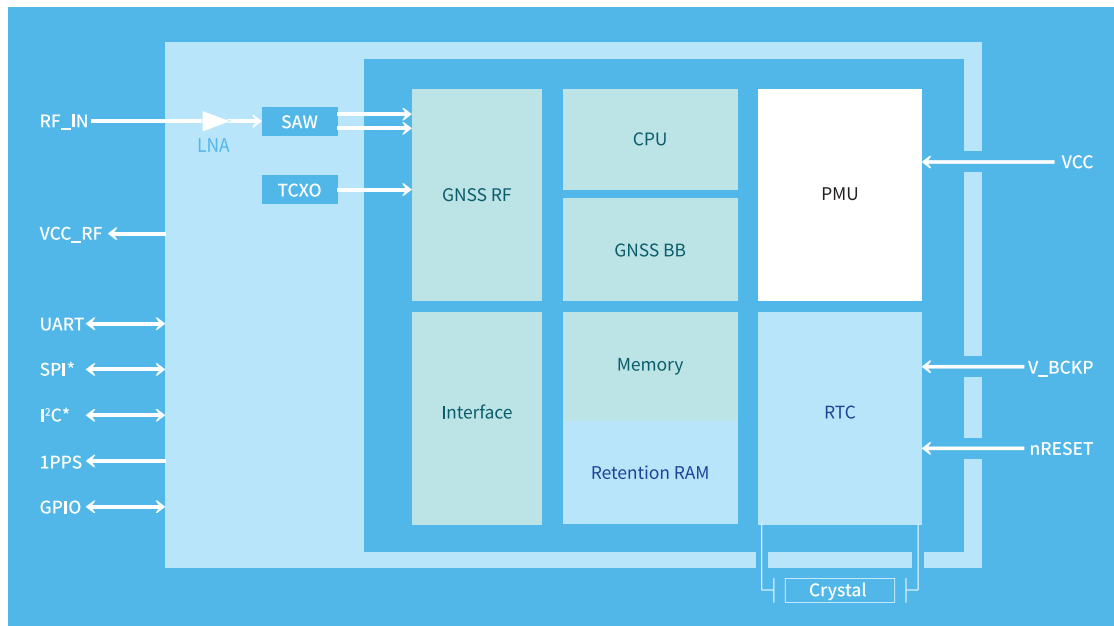 RF_IN
LNA
SAW
TCXO
VCC_RF
UART
SPI*
I²C*
1PPS
GPIO
GNSS RF
CPU
GNSS BB
PMU
Interface
Memory
Retention RAM
RTC
VCC
V_BCKP
nRESET
Crystal